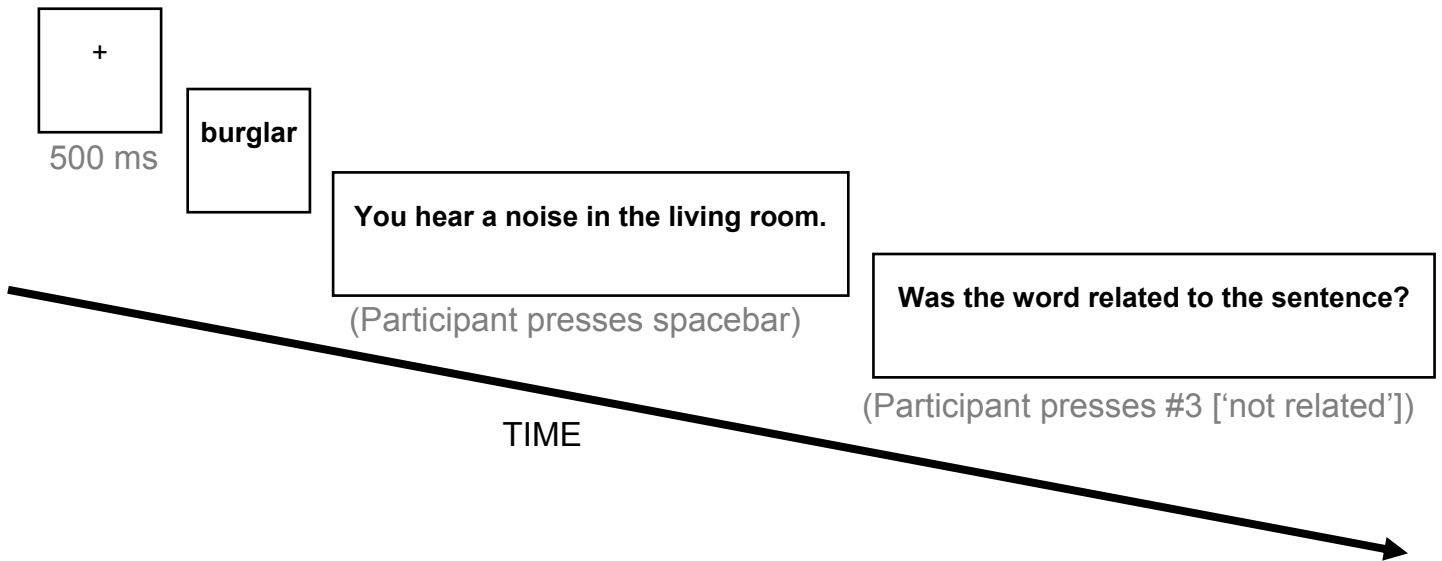 +
500 ms
burglar
You hear a noise in the living room.
(Participant presses spacebar)
Was the word related to the sentence?
(Participant presses #3 [‘not related’])
TIME